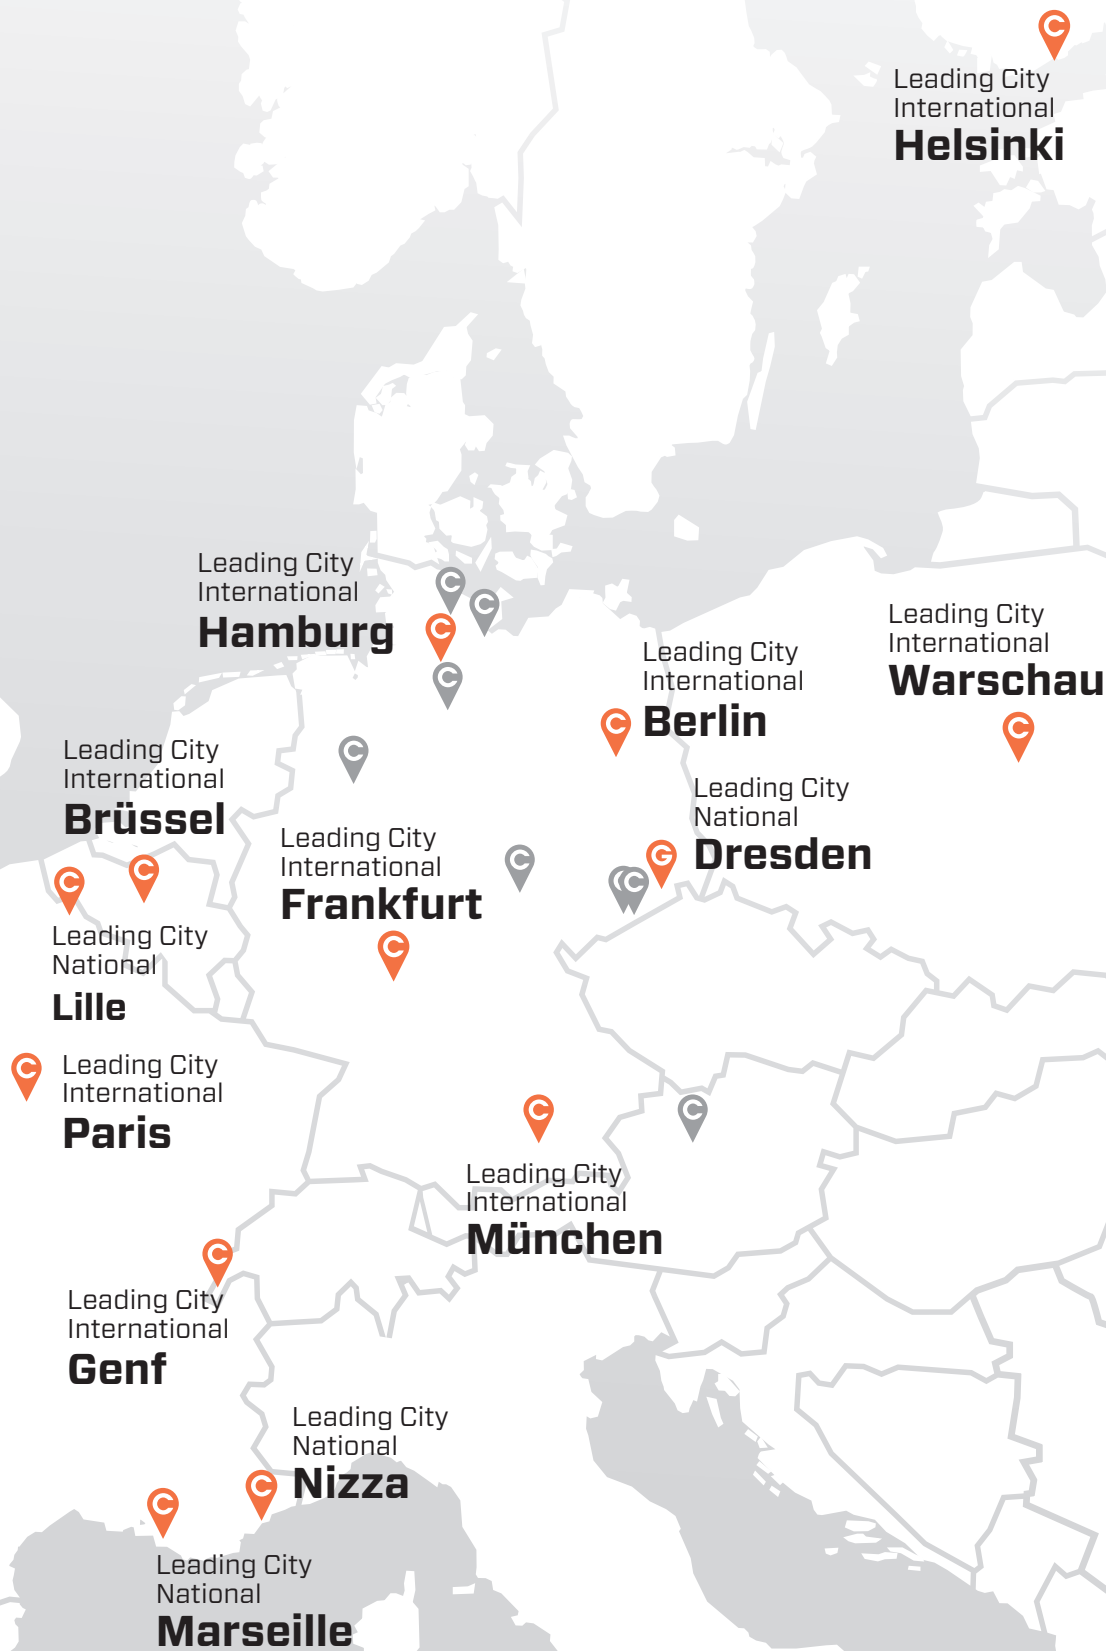 Leading City
International
Helsinki
Leading City
International
Hamburg
Leading City
International
Warschau
Leading City
International
Berlin
Leading City
International
Brüssel
Leading City
National
Dresden
Leading City
International
Frankfurt
Leading City
National
Lille
Leading City
International
Paris
Leading City
International
München
Leading City
International
Genf
Leading City
National
Nizza
Leading City
National
Marseille
C
C
C
C
C
C
C
C
G
C
C
C
C
C
C
C
C
C
C
C
C